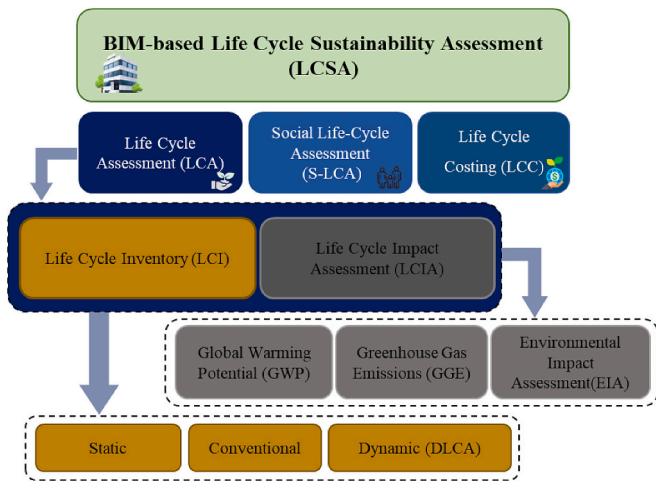 BIM-based Life Cycle Sustainability Assessment
(LCSA)
Life Cycle
Assessment (LCA)
Social Life-Cycle
Assessment
(S-LCA)
Life Cycle
Costing (LCC)
Life Cycle Inventory (LCI)
Life Cycle Impact
Assessment (LCIA)
Global Warming
Potential (GWP)
Greenhouse Gas
Emissions (GGE)
Environmental
Impact
Assessment(EIA)
Static
Conventional
Dynamic (DLCA)